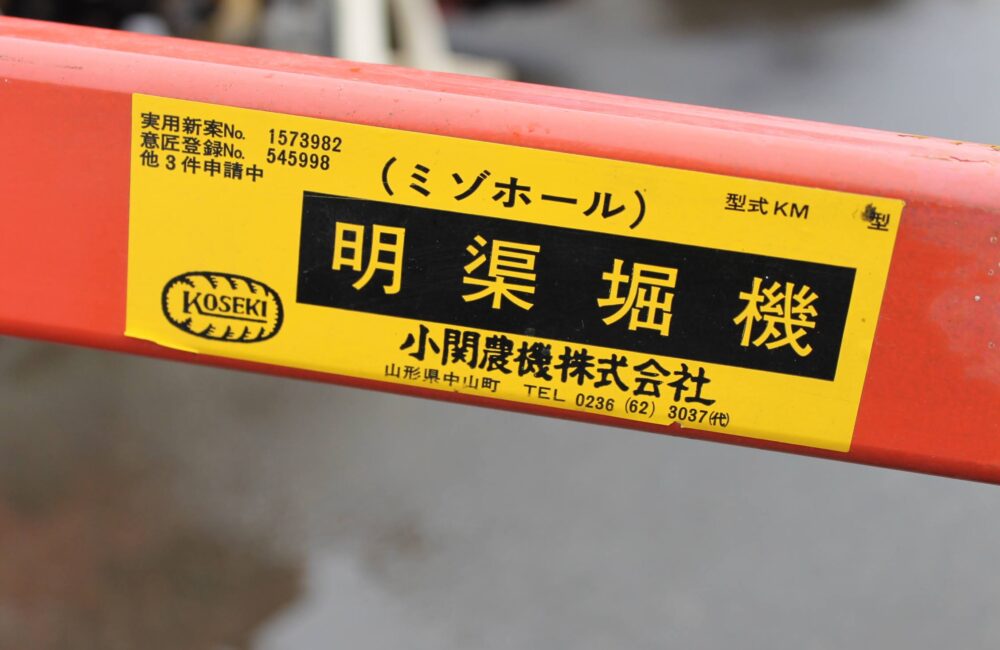 実用新案No. 1573982
意匠登録No. 545998
他3件申請中
(ミゾホール)
型式KM 型
明渠堀機
KOSEKI
小関農機株式会社
山形県中山町 TEL 0236 (62) 3037(代)